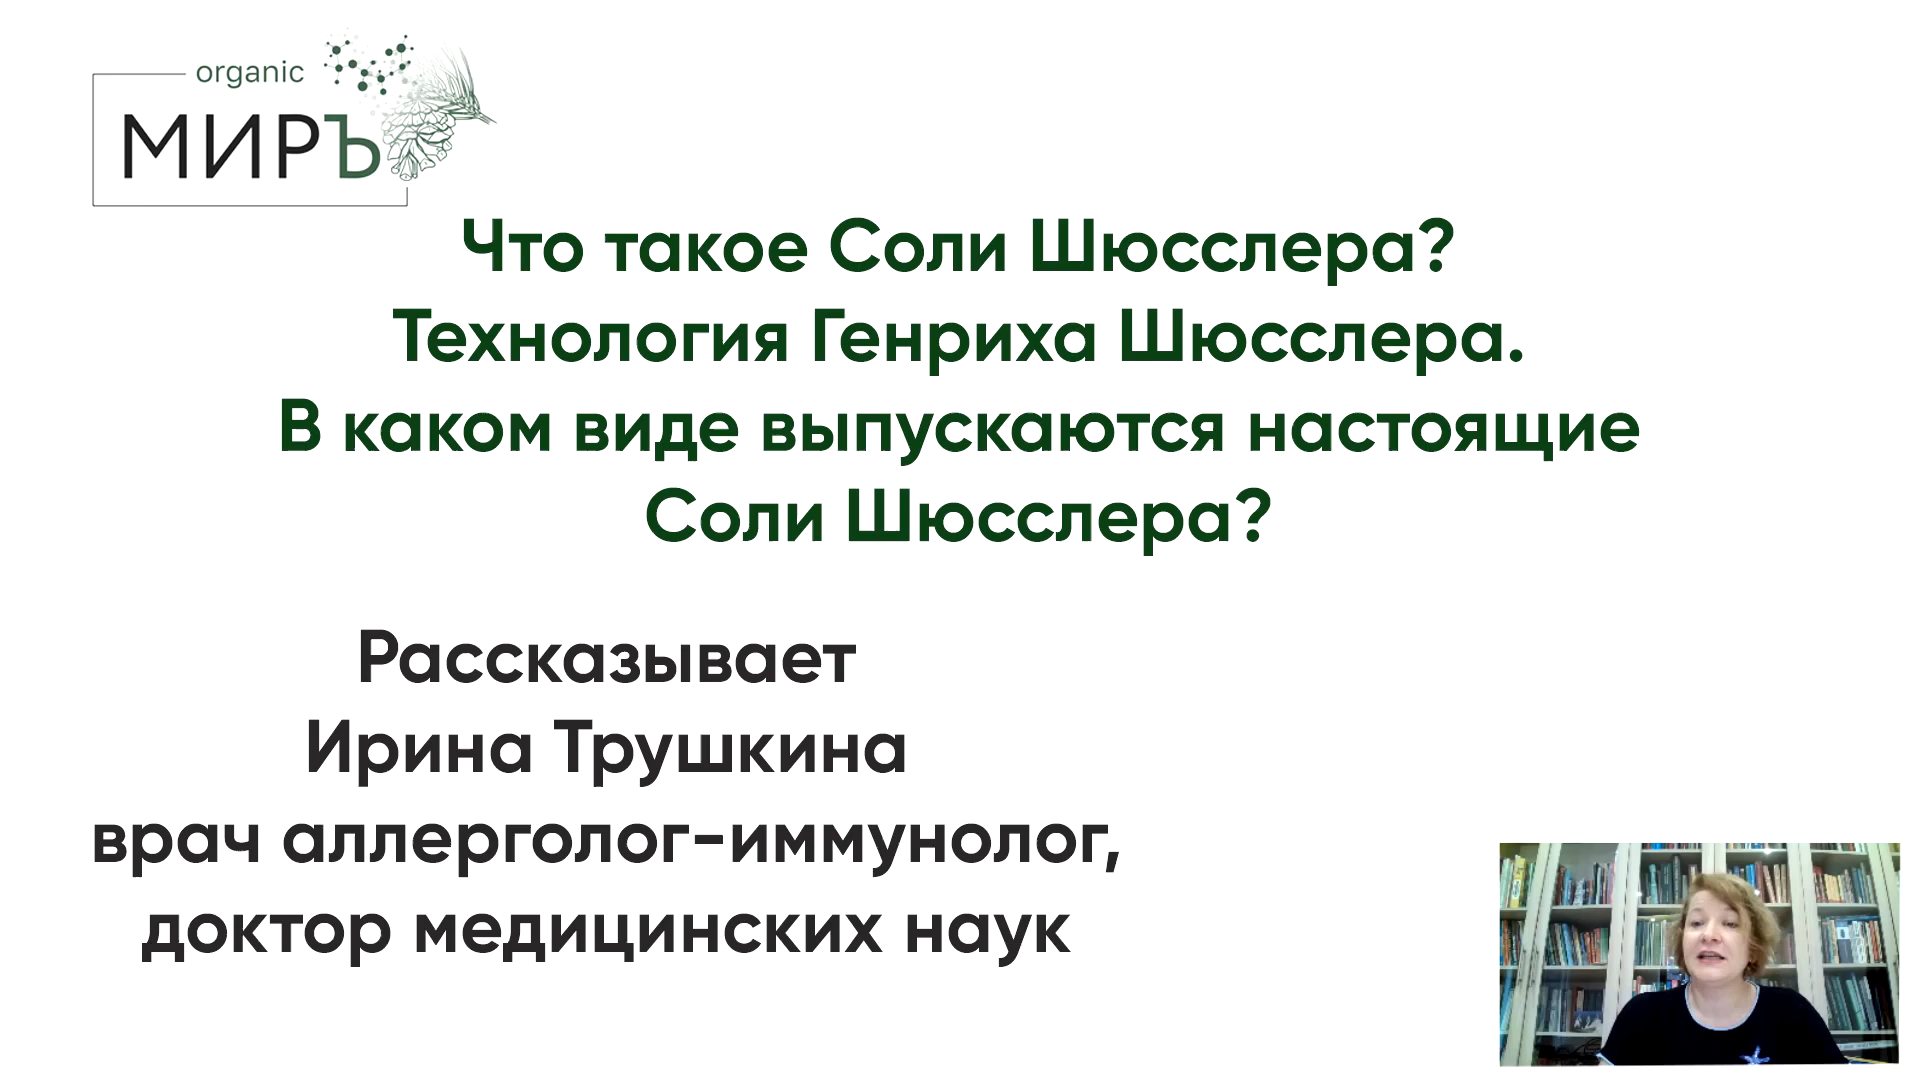 organic
МИРЪ
Что такое Соли Шюсслера?
Технология Генриха Шюсслера.
В каком виде выпускаются настоящие
Соли Шюсслера?
Рассказывает
Ирина Трушкина
врач аллерголог-иммунолог,
доктор медицинских наук